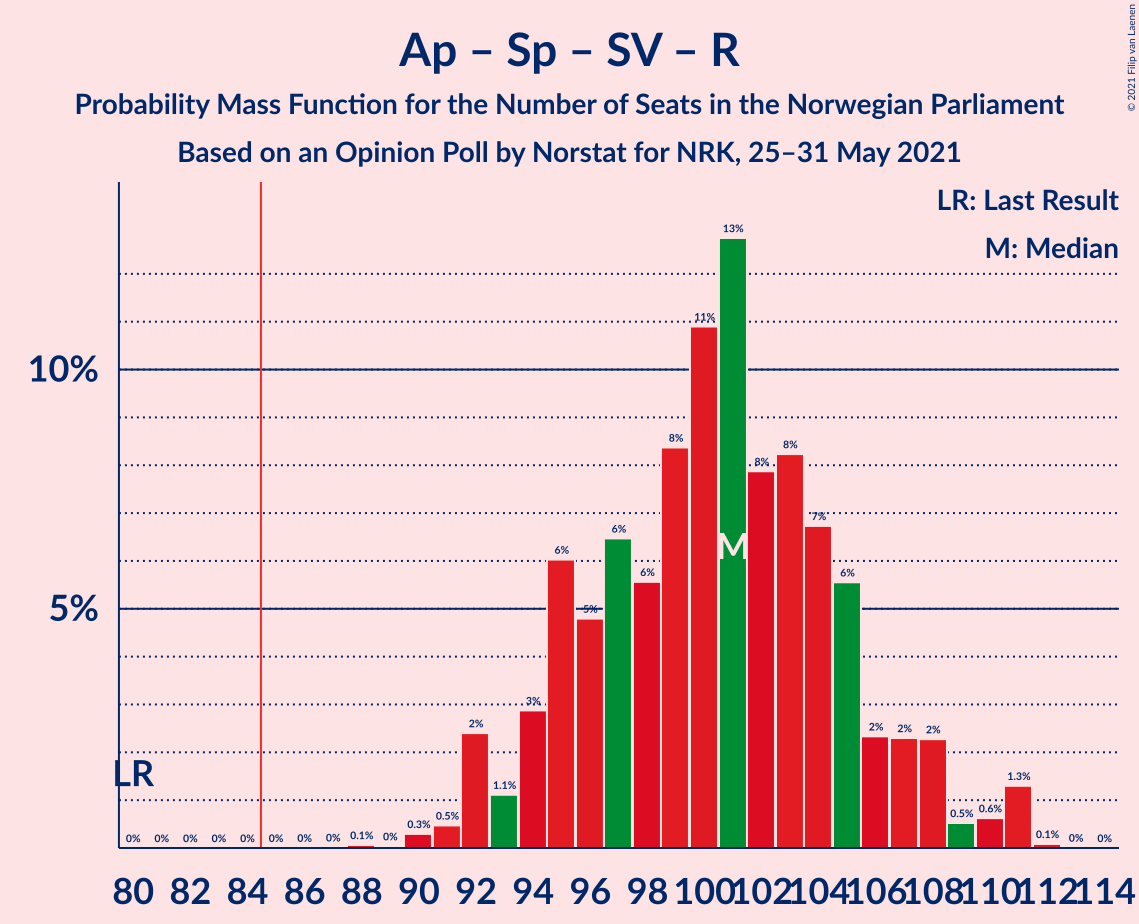 Ap – Sp – SV – R
Probability Mass Function for the Number of Seats in the Norwegian Parliament
Based on an Opinion Poll by Norstat for NRK, 25–31 May 2021
© 2021 Filip van Laenen
LR: Last Result
M: Median
10%
5%
LR
M
0% 0% 0% 0% 0% 0% 0% 0% 0.1% 0% 0.3% 0.5% 2% 1.1% 3% 6% 5% 6% 6% 8% 11% 13% 8% 8% 7% 6% 2% 2% 2% 0.5% 0.6% 1.3% 0.1% 0% 0%
80 82 84 86 88 90 92 94 96 98 100 102 104 106 108 110 112 114